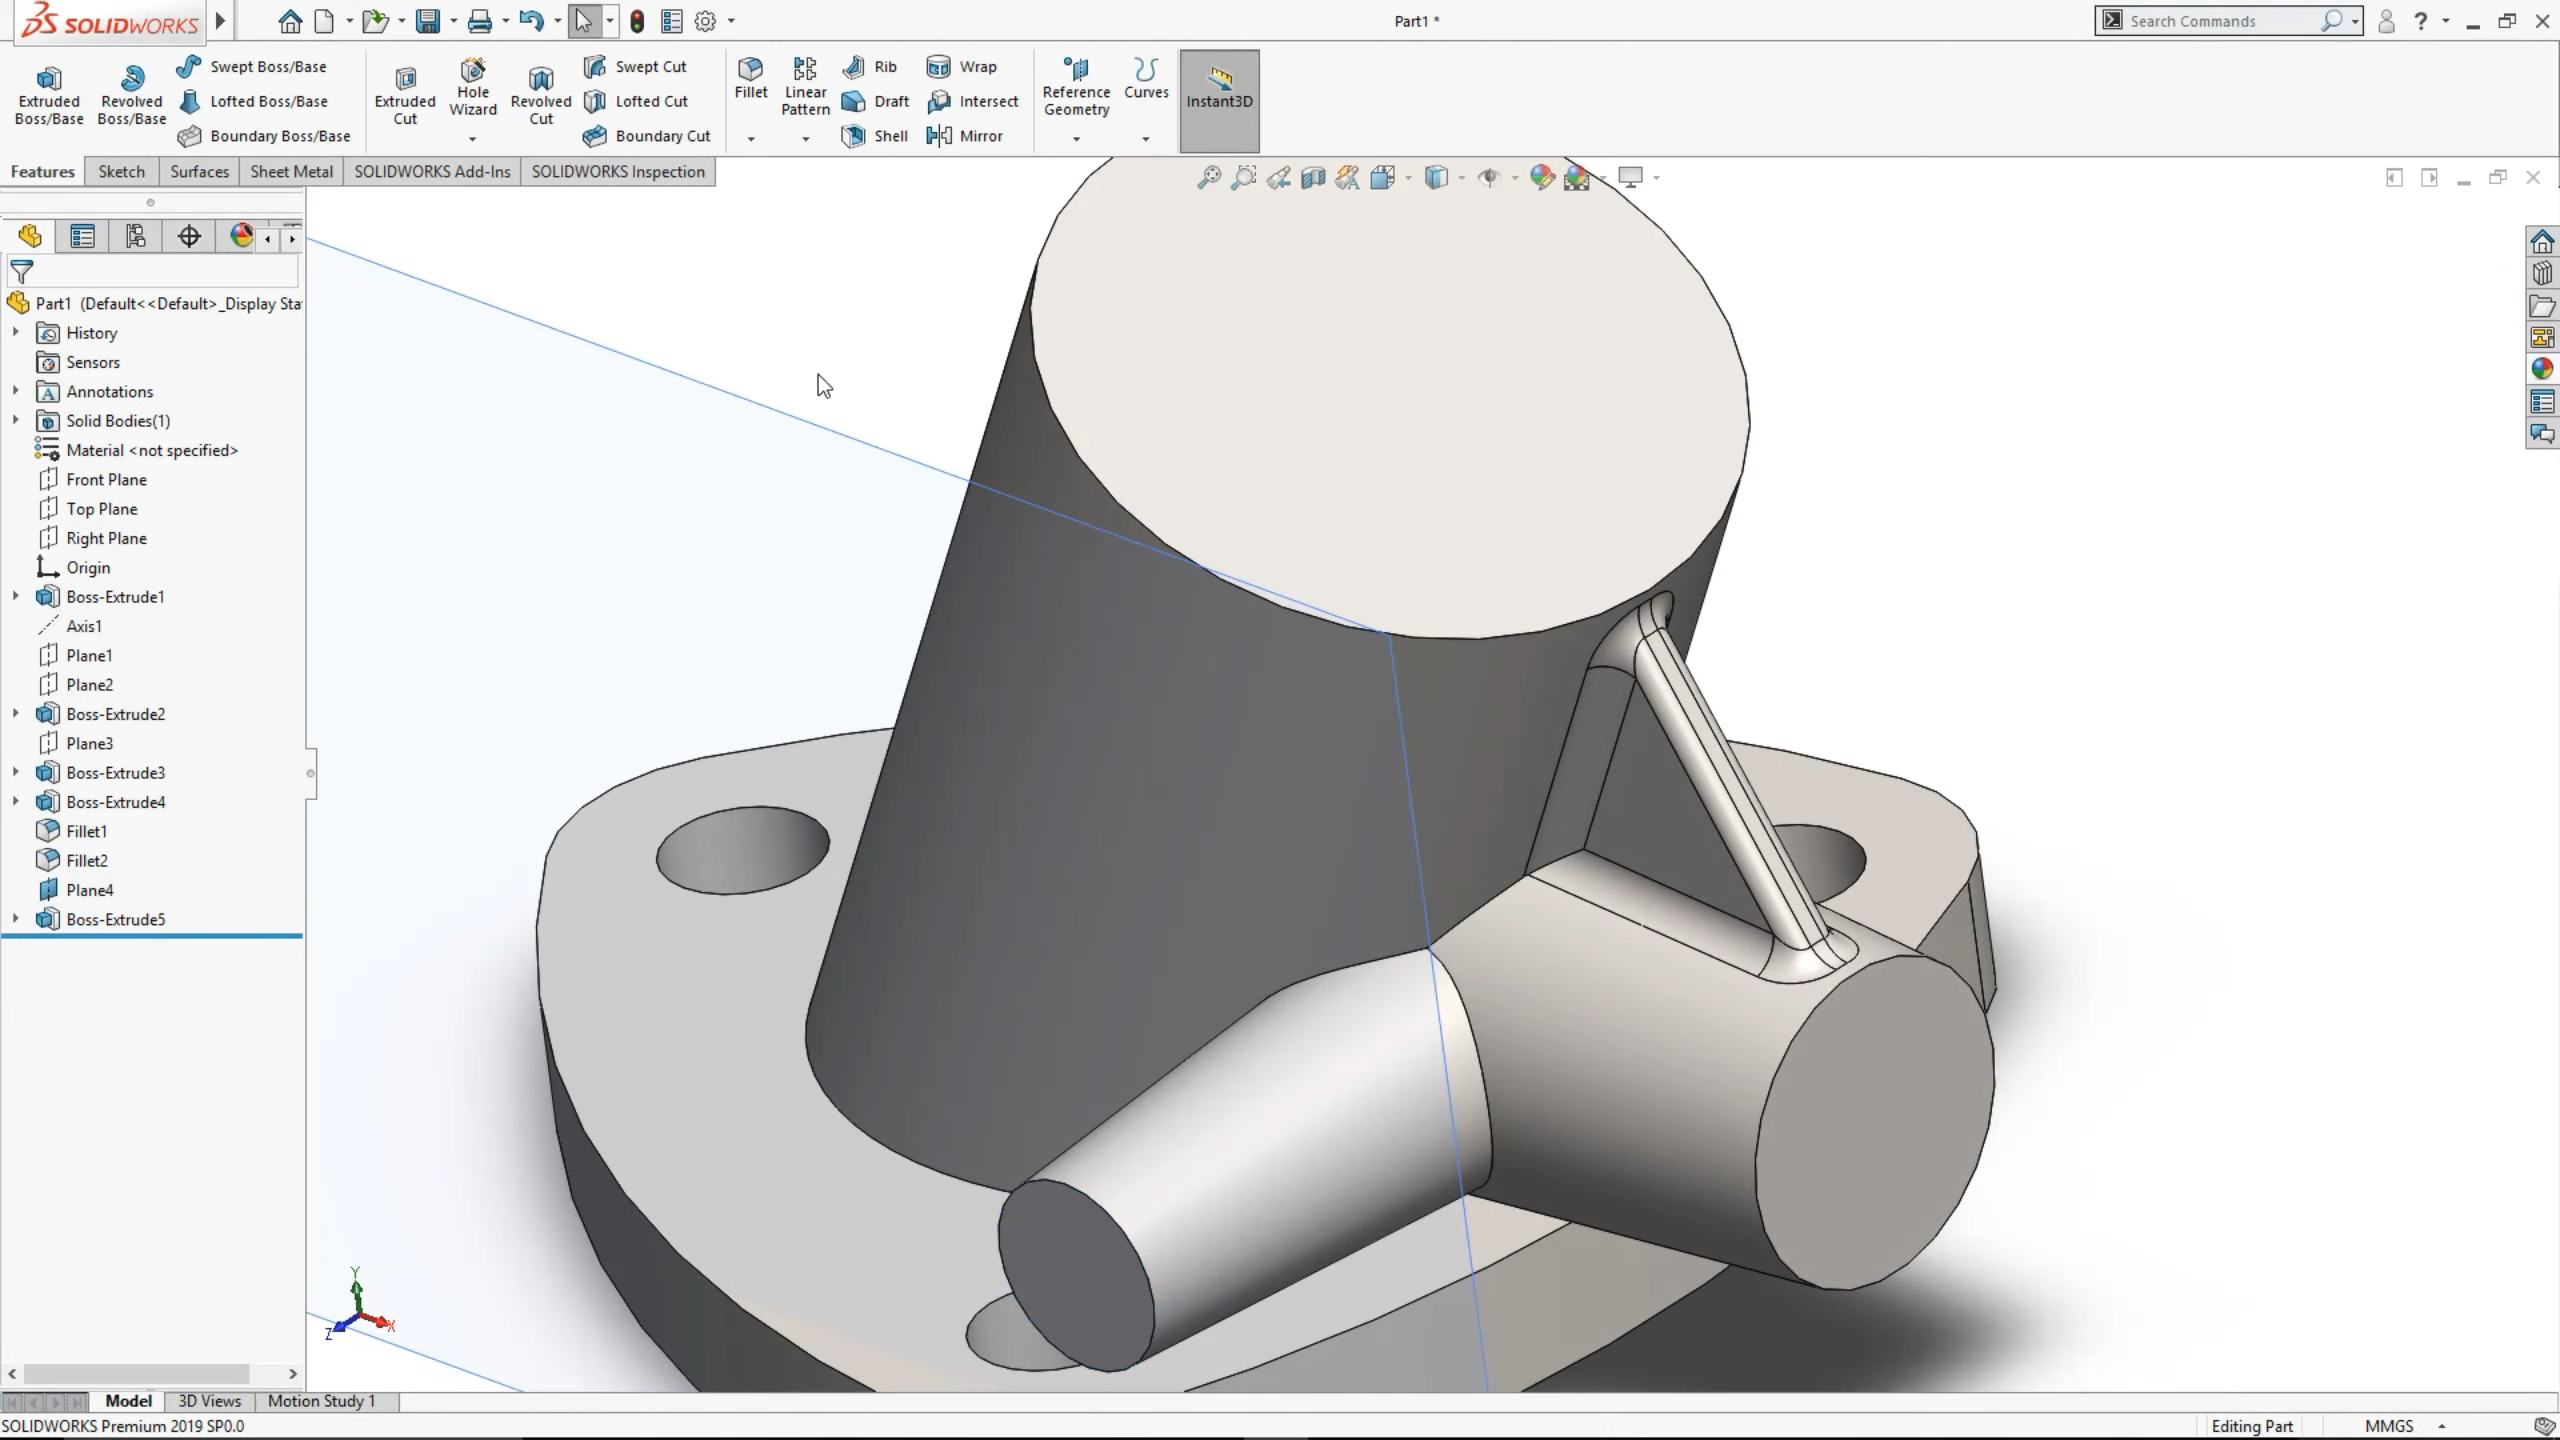 SOLIDWORKS
Part1 *
Search Commands
?
Extruded Boss/Base
Revolved Boss/Base
Swept Boss/Base
Lofted Boss/Base
Boundary Boss/Base
Extruded Cut
Hole Wizard
Revolved Cut
Swept Cut
Lofted Cut
Boundary Cut
Fillet
Linear Pattern
Rib
Draft
Shell
Wrap
Intersect
Mirror
Reference Geometry
Curves
Instant3D
Features
Sketch
Surfaces
Sheet Metal
SOLIDWORKS Add-Ins
SOLIDWORKS Inspection
Part1 (Default<<Default>_Display Sta
History
Sensors
Annotations
Solid Bodies(1)
Material <not specified>
Front Plane
Top Plane
Right Plane
Origin
Boss-Extrude1
Axis1
Plane1
Plane2
Boss-Extrude2
Plane3
Boss-Extrude3
Boss-Extrude4
Fillet1
Fillet2
Plane4
Boss-Extrude5
Y
Z
X
Model
3D Views
Motion Study 1
SOLIDWORKS Premium 2019 SP0.0
Editing Part
MMGS